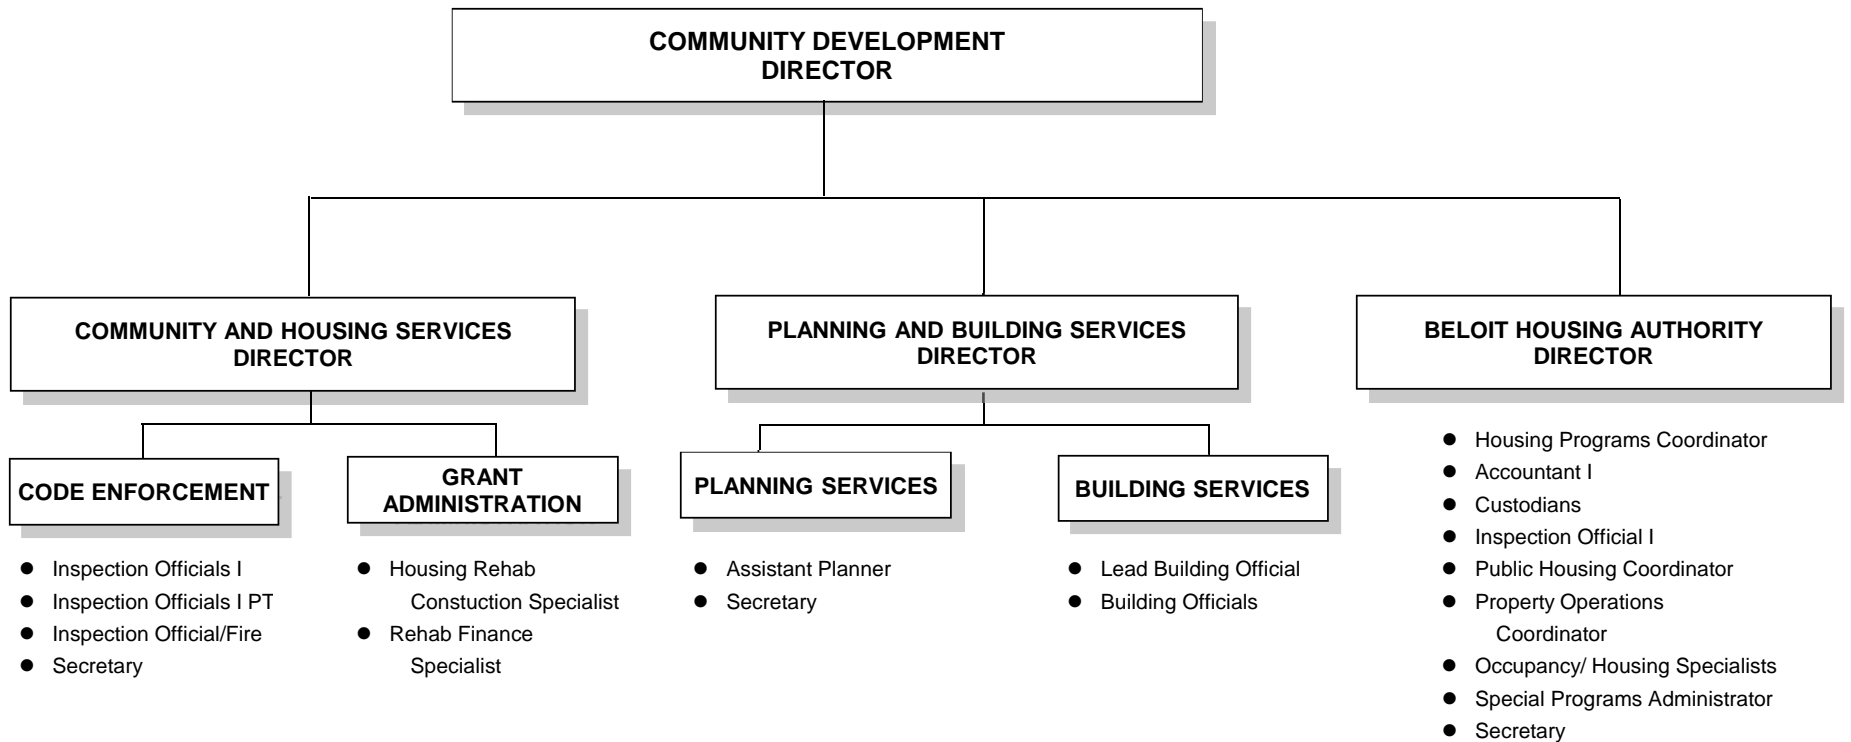 COMMUNITY DEVELOPMENT
DIRECTOR
COMMUNITY AND HOUSING SERVICES
DIRECTOR
CODE ENFORCEMENT
● Inspection Officials I
● Inspection Officials I PT
● Inspection Official/Fire
● Secretary
GRANT
ADMINISTRATION
● Housing Rehab
Constuction Specialist
● Rehab Finance
Specialist
PLANNING AND BUILDING SERVICES
DIRECTOR
PLANNING SERVICES
● Assistant Planner
● Secretary
BUILDING SERVICES
● Lead Building Official
● Building Officials
BELOIT HOUSING AUTHORITY
DIRECTOR
● Housing Programs Coordinator
● Accountant I
● Custodians
● Inspection Official I
● Public Housing Coordinator
● Property Operations
Coordinator
● Occupancy/ Housing Specialists
● Special Programs Administrator
● Secretary